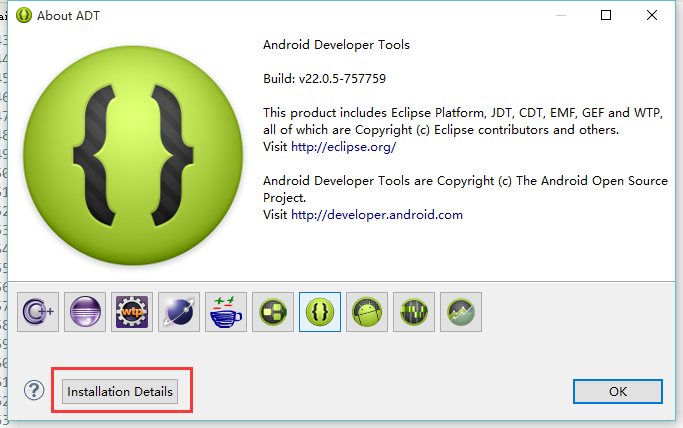 About ADT
Android Developer Tools
Build: v22.0.5-757759
This product includes Eclipse Platform, JDT, CDT, EMF, GEF and WTP,
all of which are Copyright (c) Eclipse contributors and others.
Visit http://eclipse.org/
Android Developer Tools are Copyright (c) The Android Open Source
Project.
Visit http://developer.android.com
C++
wtp
Installation Details
OK